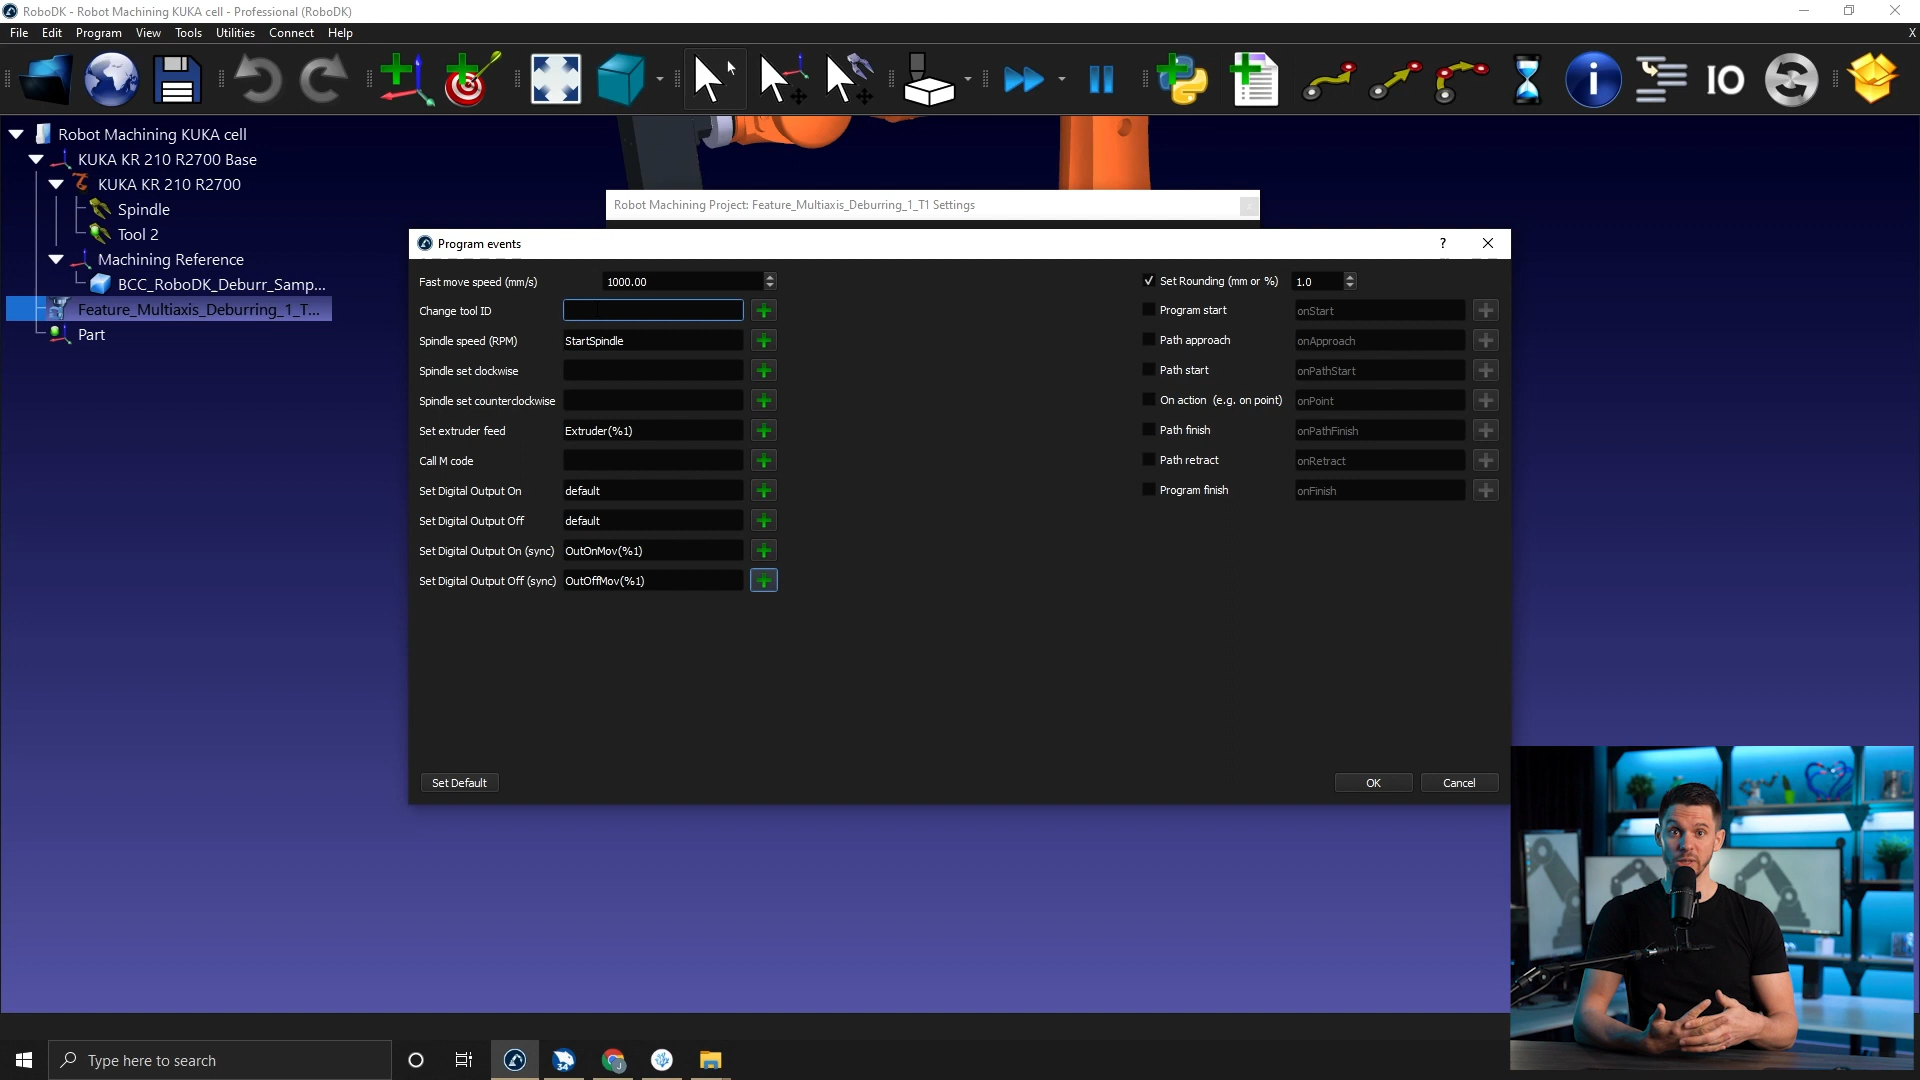 RoboDK - Robot Machining KUKA cell - Professional (RoboDK)
File Edit Program View Tools Utilities Connect Help X
IO
Robot Machining KUKA cell
KUKA KR 210 R2700 Base
KUKA KR 210 R2700
Spindle
Tool 2
Machining Reference
BCC_RoboDK_Deburr_Samp...
Feature_Multiaxis_Deburring_1_T...
Part
Robot Machining Project: Feature_Multiaxis_Deburring_1_T1 Settings
Program events ?
Fast move speed (mm/s) 1000.00
Change tool ID
Spindle speed (RPM) StartSpindle
Spindle set clockwise
Spindle set counterclockwise
Set extruder feed Extruder(%1)
Call M code
Set Digital Output On default
Set Digital Output Off default
Set Digital Output On (sync) OutOnMov(%1)
Set Digital Output Off (sync) OutOffMov(%1)
Set Rounding (mm or %) 1.0
Program start onStart
Path approach onApproach
Path start onPathStart
On action (e.g. on point) onPoint
Path finish onPathFinish
Path retract onRetract
Program finish onFinish
Set Default OK Cancel
Type here to search
34
J